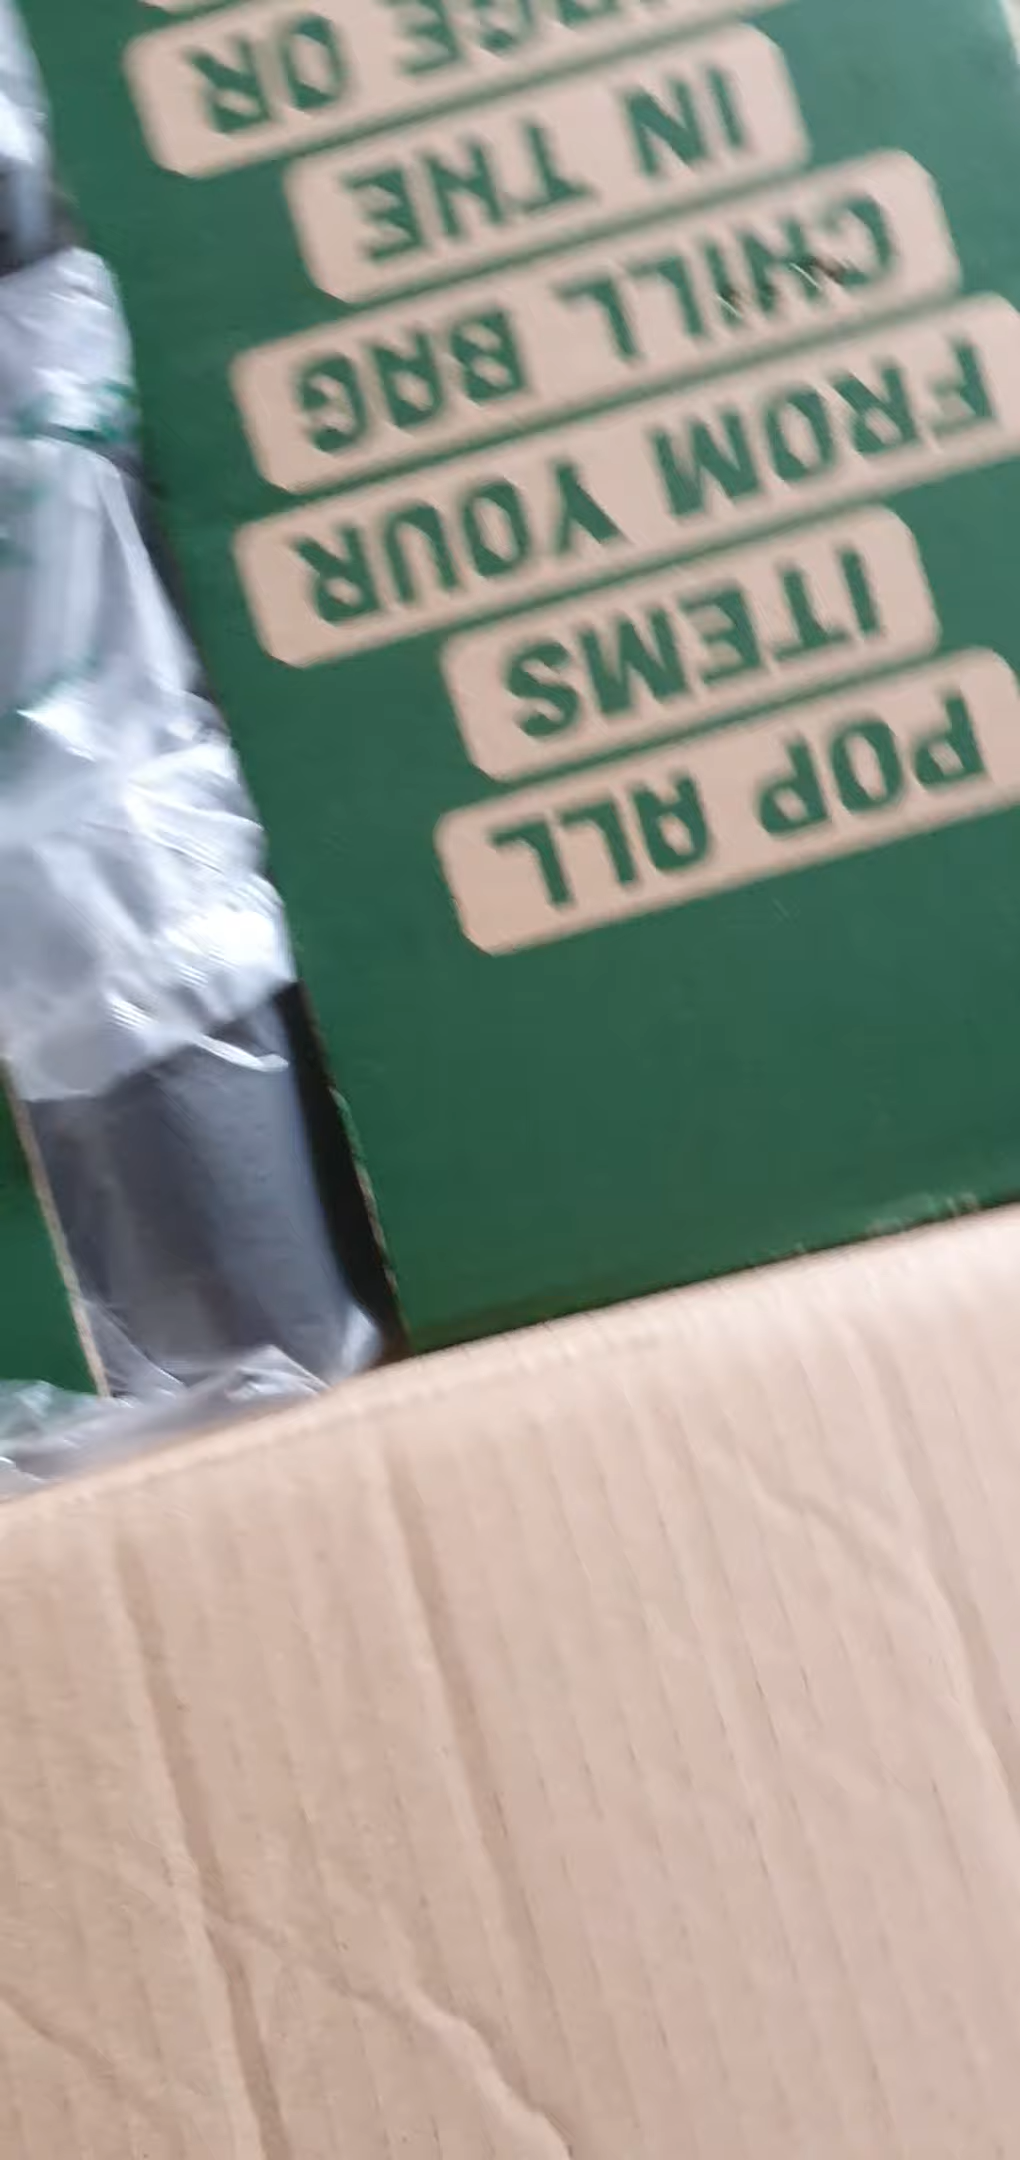 POP ALL
ITEMS
FROM YOUR
CHILL BAG
IN THE
OR